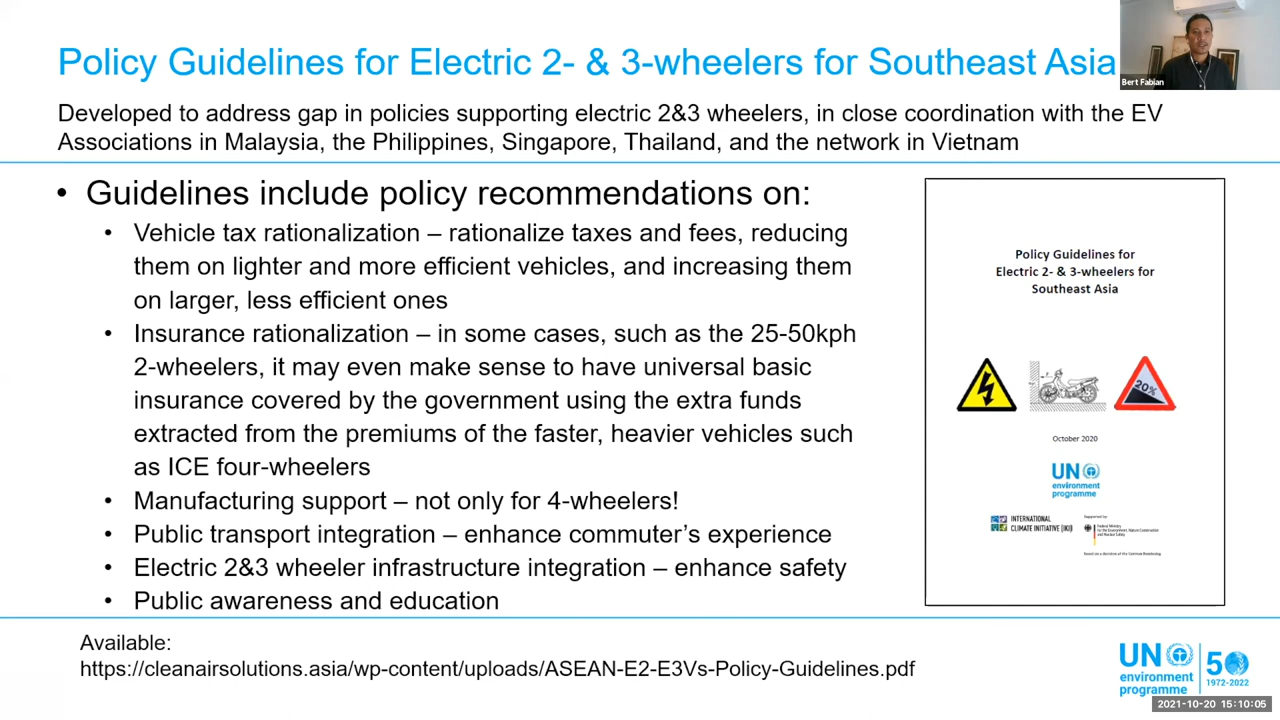 Policy Guidelines for Electric 2- & 3-wheelers for Southeast Asia
Bert Fabian
Developed to address gap in policies supporting electric 2&3 wheelers, in close coordination with the EV
Associations in Malaysia, the Philippines, Singapore, Thailand, and the network in Vietnam
• Guidelines include policy recommendations on:
• Vehicle tax rationalization – rationalize taxes and fees, reducing
them on lighter and more efficient vehicles, and increasing them
on larger, less efficient ones
• Insurance rationalization – in some cases, such as the 25-50kph
2-wheelers, it may even make sense to have universal basic
insurance covered by the government using the extra funds
extracted from the premiums of the faster, heavier vehicles such
as ICE four-wheelers
• Manufacturing support – not only for 4-wheelers!
• Public transport integration – enhance commuter's experience
• Electric 2&3 wheeler infrastructure integration – enhance safety
• Public awareness and education
Policy Guidelines for
Electric 2- & 3-wheelers for
Southeast Asia
20%
October 2020
UN
environment
programme
INTERNATIONAL
CLIMATE INITIATIVE (IKI)
Supported by:
Federal Ministry
for the Environment, Nature Conservation
and Nuclear Safety
based on a decision of the German Bundestag
Available:
https://cleanairsolutions.asia/wp-content/uploads/ASEAN-E2-E3Vs-Policy-Guidelines.pdf
UN
environment
programme
50
1972-2022
2021-10-20 15:10:05